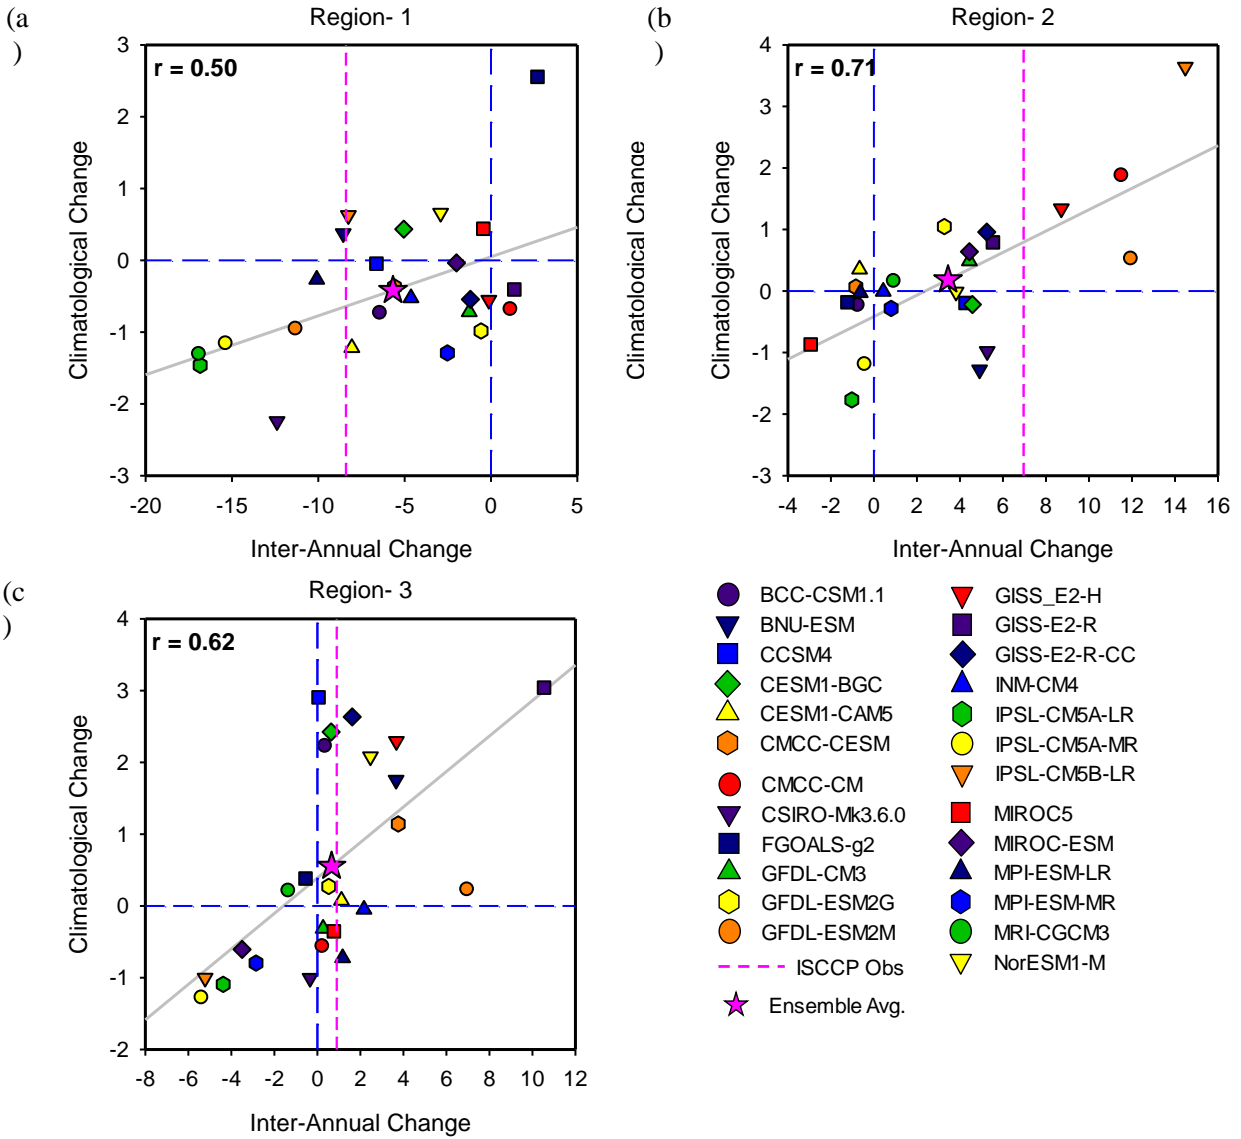 (a
)
Region- 1
r = 0.50
3
2
1
0
-1
-2
-3
Climatological Change
-20 -15 -10 -5 0 5
Inter-Annual Change
Climatological Change
(b
)
Region- 2
r = 0.71
4
3
2
1
0
-1
-2
-3
Climatological Change
-4 -2 0 2 4 6 8 10 12 14 16
Inter-Annual Change
(c
)
Region- 3
r = 0.62
4
3
2
1
0
-1
-2
Climatological Change
-8 -6 -4 -2 0 2 4 6 8 10 12
Inter-Annual Change
BCC-CSM1.1
BNU-ESM
CCSM4
CESM1-BGC
CESM1-CAM5
CMCC-CESM
CMCC-CM
CSIRO-Mk3.6.0
FGOALS-g2
GFDL-CM3
GFDL-ESM2G
GFDL-ESM2M
ISCCP Obs
Ensemble Avg.
GISS_E2-H
GISS-E2-R
GISS-E2-R-CC
INM-CM4
IPSL-CM5A-LR
IPSL-CM5A-MR
IPSL-CM5B-LR
MIROC5
MIROC-ESM
MPI-ESM-LR
MPI-ESM-MR
MRI-CGCM3
NorESM1-M